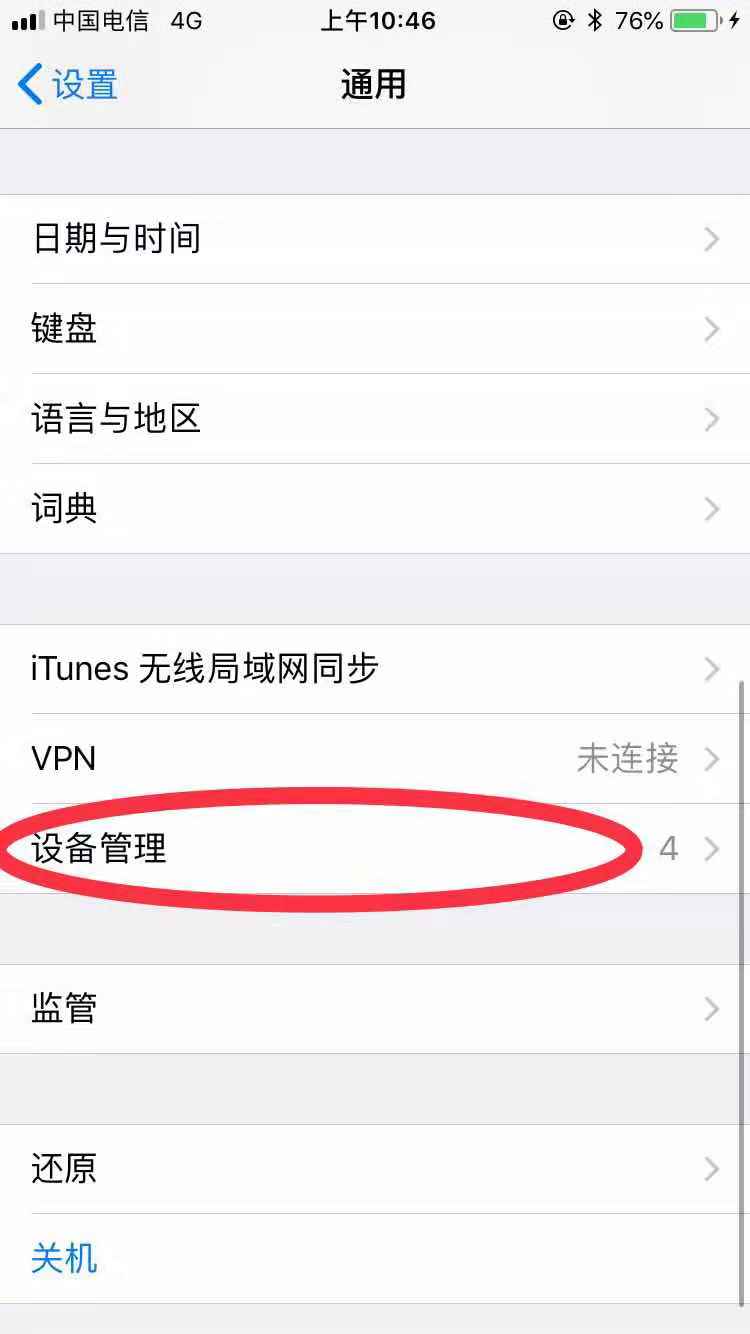 中国电信 4G 上午10:46 76%
设置 通用
日期与时间
键盘
语言与地区
词典
iTunes 无线局域网同步
VPN 未连接
设备管理 4
监管
还原
关机